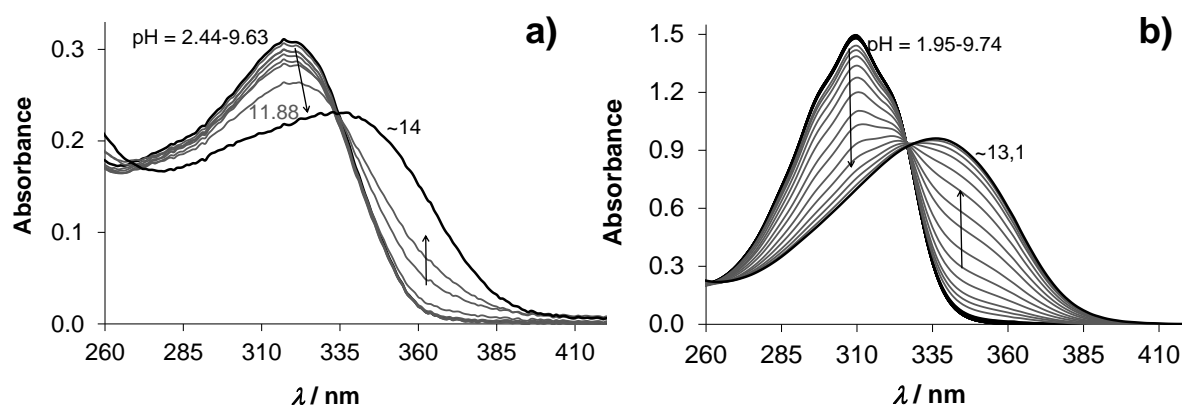 a)
pH = 2.44-9.63
11.88
~14
0.3
0.2
0.1
0.0
260 285 310 335 360 385 410
Absorbance
λ / nm
b)
pH = 1.95-9.74
~13,1
1.5
1.2
0.9
0.6
0.3
0.0
260 285 310 335 360 385 410
Absorbance
λ / nm